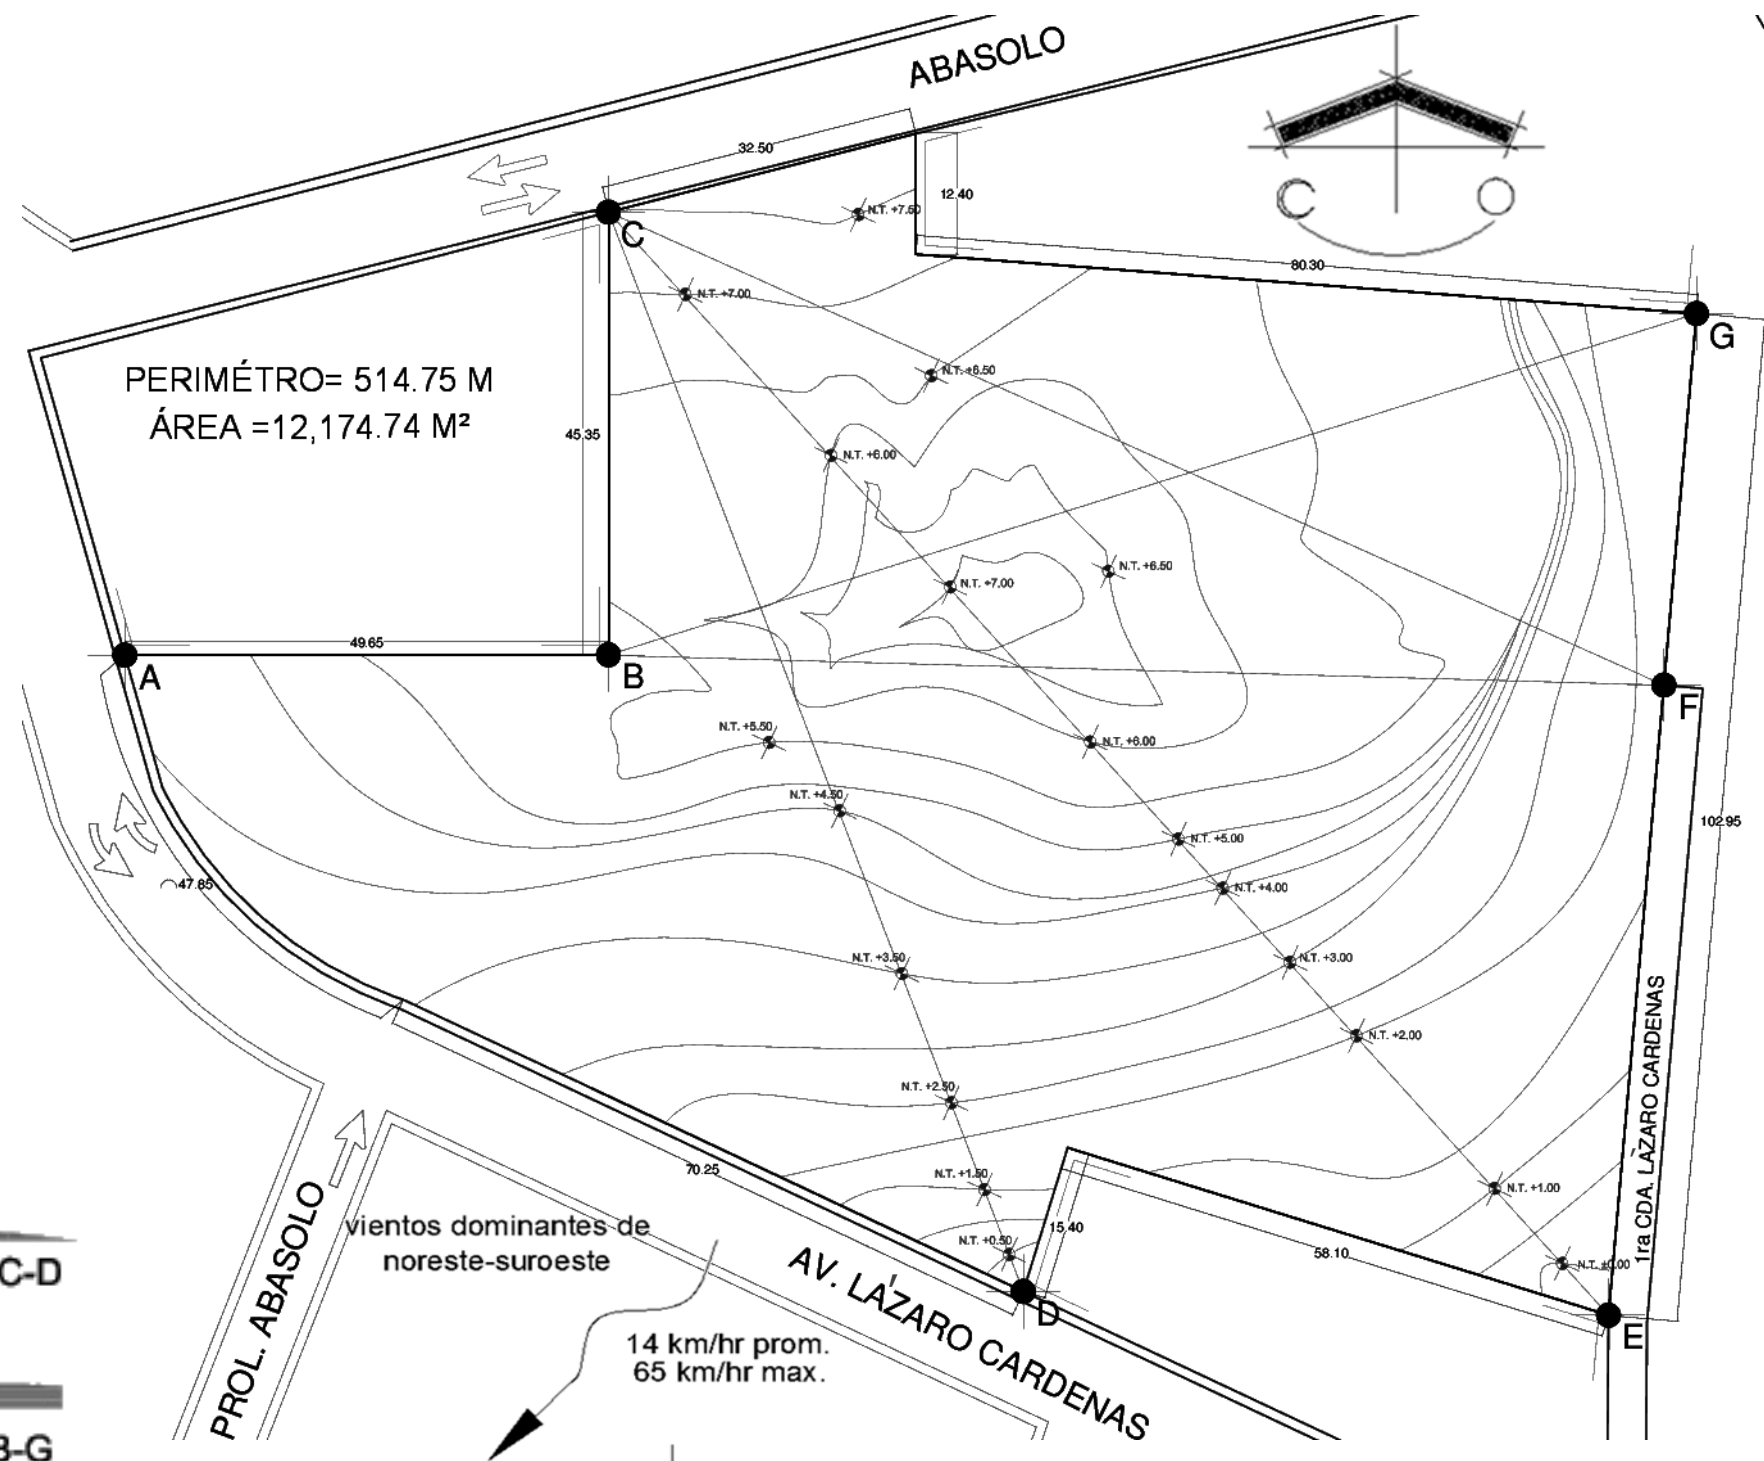 ABASOLO
32.50
12.40
N.T. +7.50
C
80.30
G
N.T. +7.00
PERIMÉTRO= 514.75 M
ÁREA =12,174.74 M²
N.T. +6.50
45.35
N.T. +6.00
N.T. +6.50
N.T. +7.00
49.65
A
B
F
N.T. +5.50
N.T. +6.00
N.T. +4.50
102.95
N.T. +5.00
47.85
N.T. +4.00
N.T. +3.50
N.T. +3.00
N.T. +2.00
N.T. +2.50
70.25
N.T. +1.50
N.T. +1.00
1ra CDA. LÁZARO CARDENAS
PROL. ABASOLO
vientos dominantes de
noreste-suroeste
15.40
N.T. +0.50
58.10
N.T. ±0.00
C-D
AV. LÁZARO CARDENAS
D
E
14 km/hr prom.
65 km/hr max.
B-G